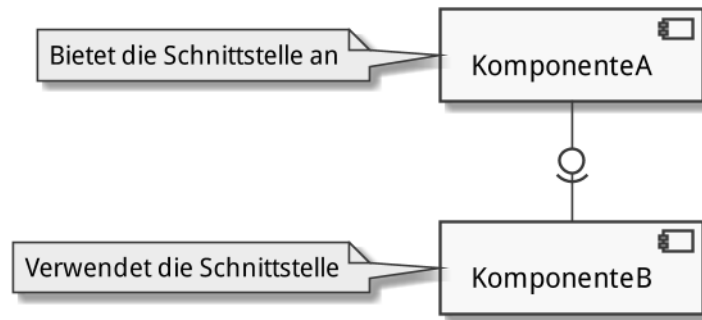 Bietet die Schnittstelle an
KomponenteA
Verwendet die Schnittstelle
KomponenteB